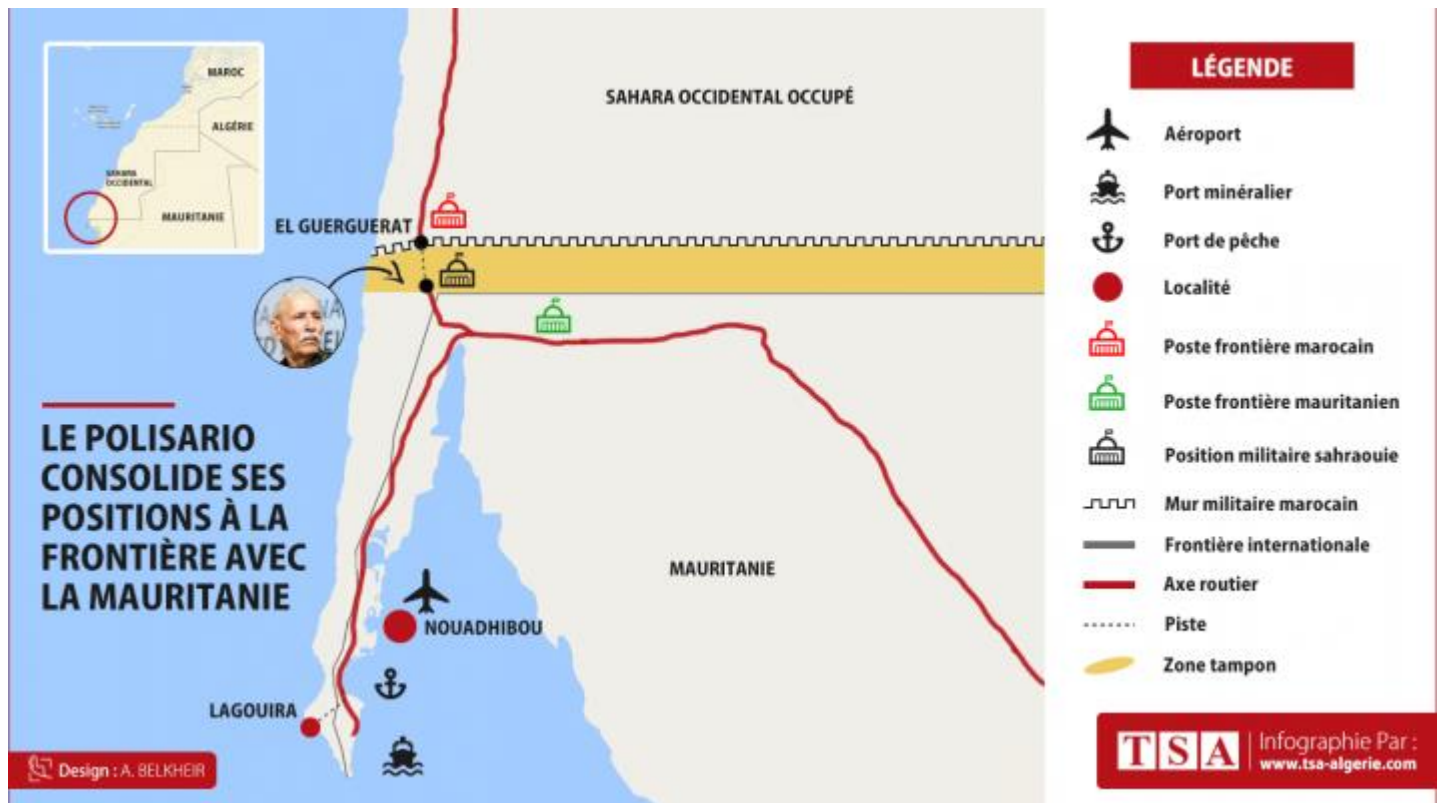 MAROC
ALGÉRIE
SAHARA
OCCIDENTAL
MAURITANIE
SAHARA OCCIDENTAL OCCUPÉ
EL GUERGUERAT
LE POLISARIO
CONSOLIDE SES
POSITIONS À LA
FRONTIÈRE AVEC
LA MAURITANIE
MAURITANIE
NOUADHIBOU
LAGOUIRA
Design : A. BELKHEIR
LÉGENDE
Aéroport
Port minéralier
Port de pêche
Localité
Poste frontière marocain
Poste frontière mauritanien
Position militaire sahraouie
Mur militaire marocain
Frontière internationale
Axe routier
Piste
Zone tampon
TSA
Infographie Par :
www.tsa-algerie.com